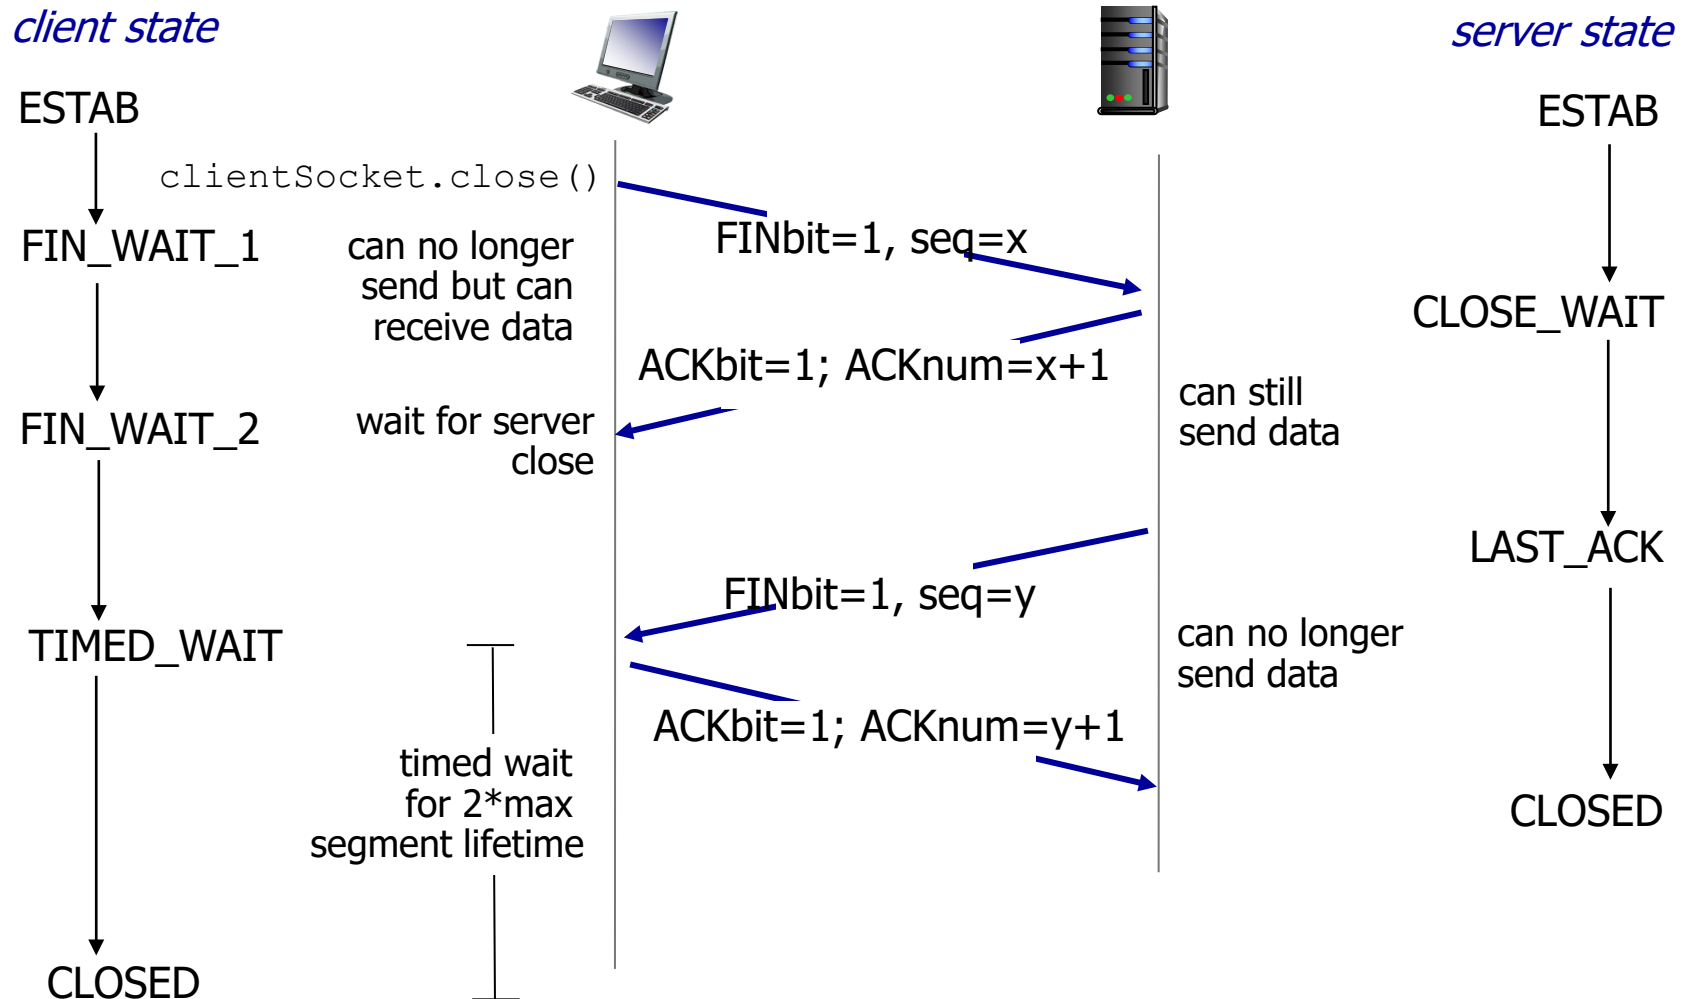 client state
server state
ESTAB
ESTAB
clientSocket.close()
FIN_WAIT_1
can no longer
send but can
receive data
FINbit=1, seq=x
CLOSE_WAIT
ACKbit=1; ACKnum=x+1
can still
send data
FIN_WAIT_2
wait for server
close
LAST_ACK
FINbit=1, seq=y
can no longer
send data
TIMED_WAIT
ACKbit=1; ACKnum=y+1
timed wait
for 2*max
segment lifetime
CLOSED
CLOSED